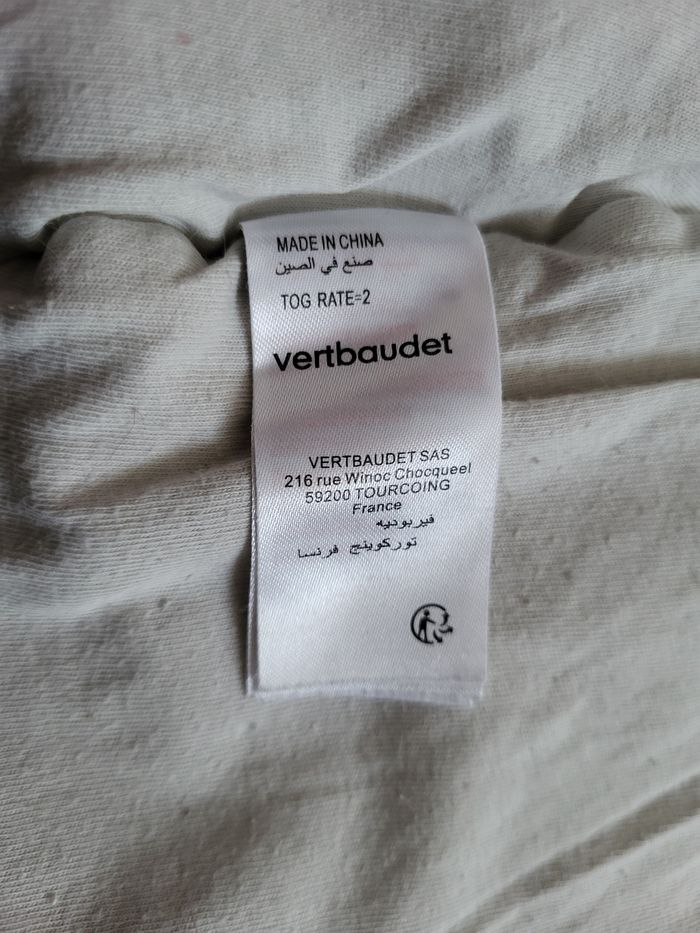 MADE IN CHINA
صنع في الصين
TOG RATE=2
vertbaudet
VERTBAUDET SAS
216 rue Winoc Chocqueel
59200 TOURCOING
France
فيربوديه
توركوينج فرنسا